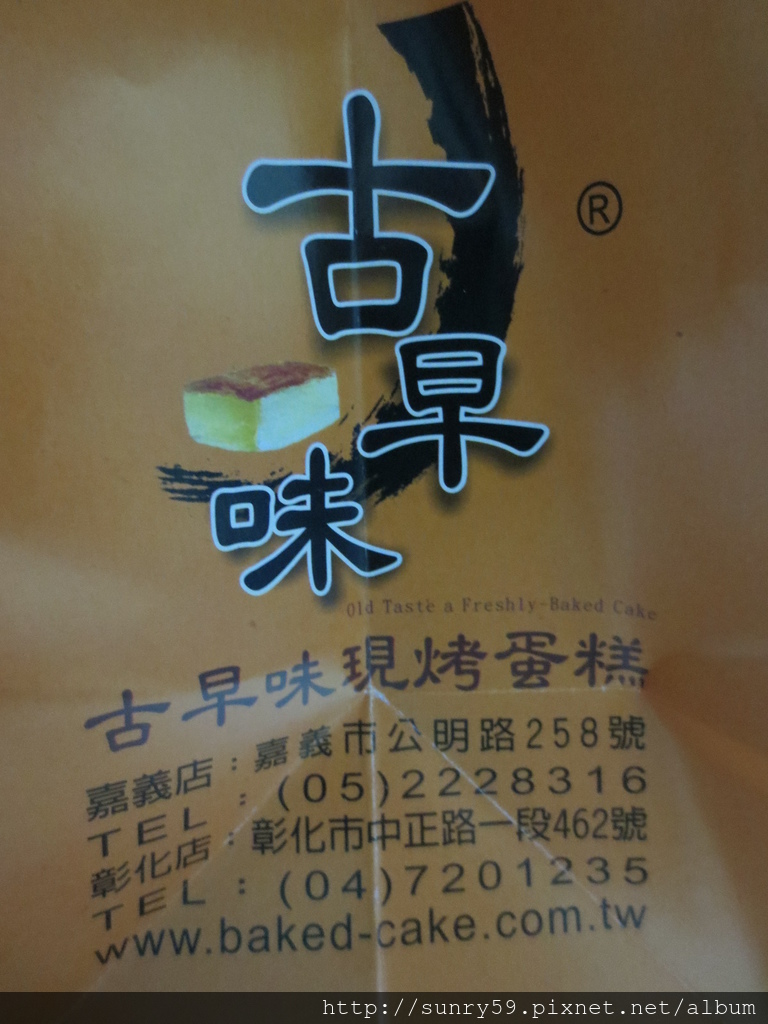 古早味
®
Old Taste a Freshly-Baked Cake
古早味現烤蛋糕
嘉義店：嘉義市公明路258號
TEL：(05)2228316
彰化店：彰化市中正路一段462號
TEL：(04)7201235
www.baked-cake.com.tw
http://sunry59.pixnet.net/album